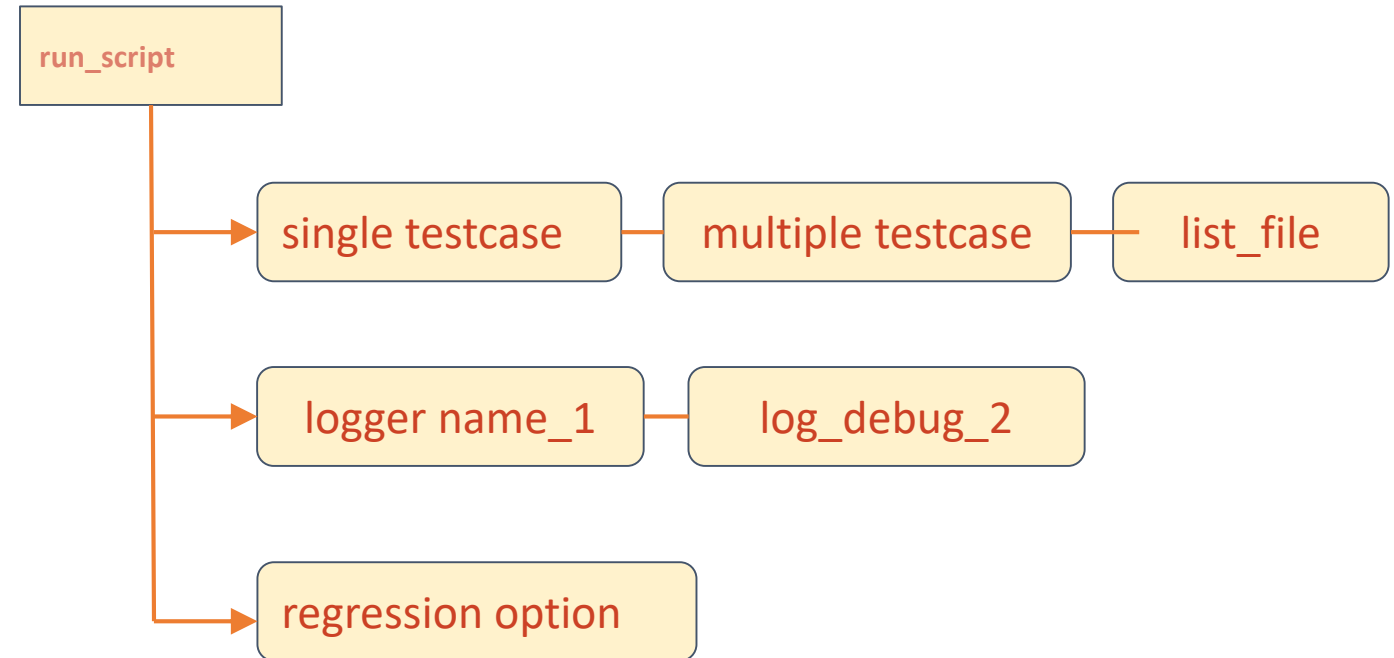 run_script
single testcase
multiple testcase
list_file
logger name_1
log_debug_2
regression option